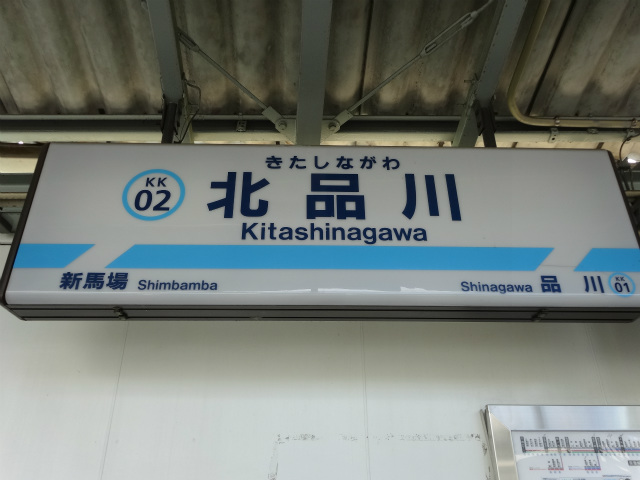 きたしながわ
KK
02
北品川
Kitashinagawa
新馬場 Shimbamba
Shinagawa 品川
KK
01